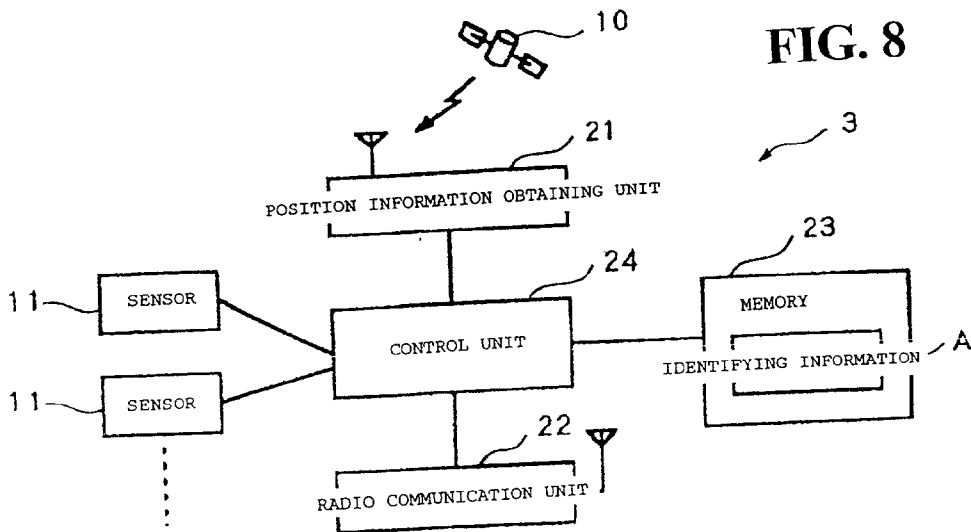 FIG. 8
10
3
21
POSITION INFORMATION OBTAINING UNIT
23
24
11
SENSOR
MEMORY
CONTROL UNIT
IDENTIFYING INFORMATION
A
11
SENSOR
22
RADIO COMMUNICATION UNIT